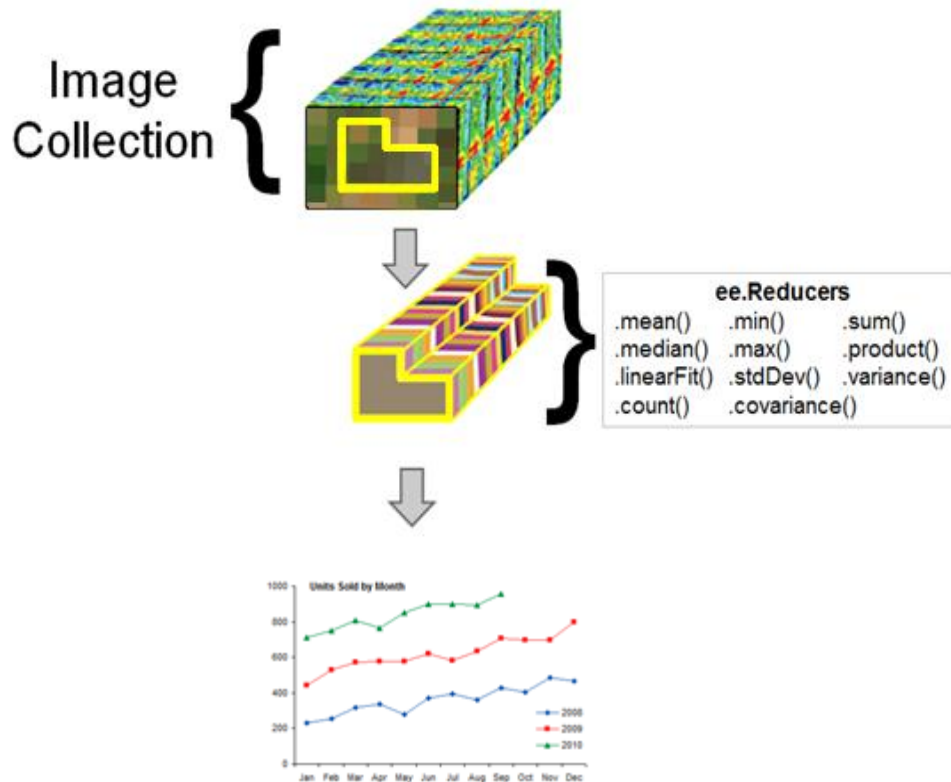 Image
Collection
ee.Reducers
.mean() .min() .sum()
.median() .max() .product()
.linearFit() .stdDev() .variance()
.count() .covariance()
Units Sold by Month
1000
800
600
400
200
0
2008
2009
2010
Jan Feb Mar Apr May Jun Jul Aug Sep Oct Nov Dec